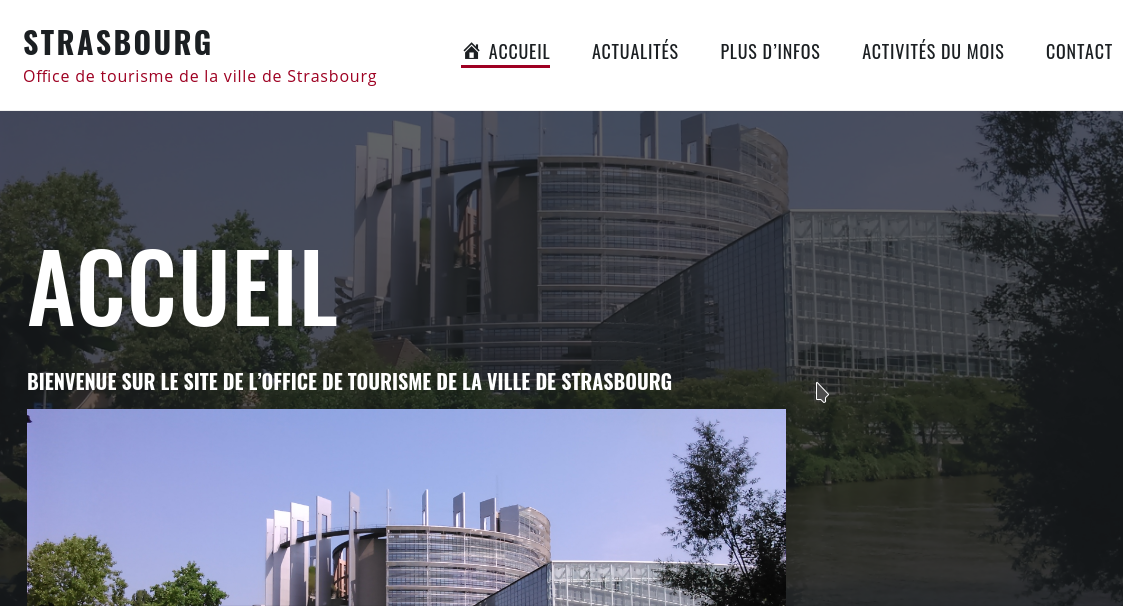 STRASBOURG
Office de tourisme de la ville de Strasbourg
ACCUEIL
ACTUALITÉS
PLUS D’INFOS
ACTIVITÉS DU MOIS
CONTACT
ACCUEIL
BIENVENUE SUR LE SITE DE L’OFFICE DE TOURISME DE LA VILLE DE STRASBOURG